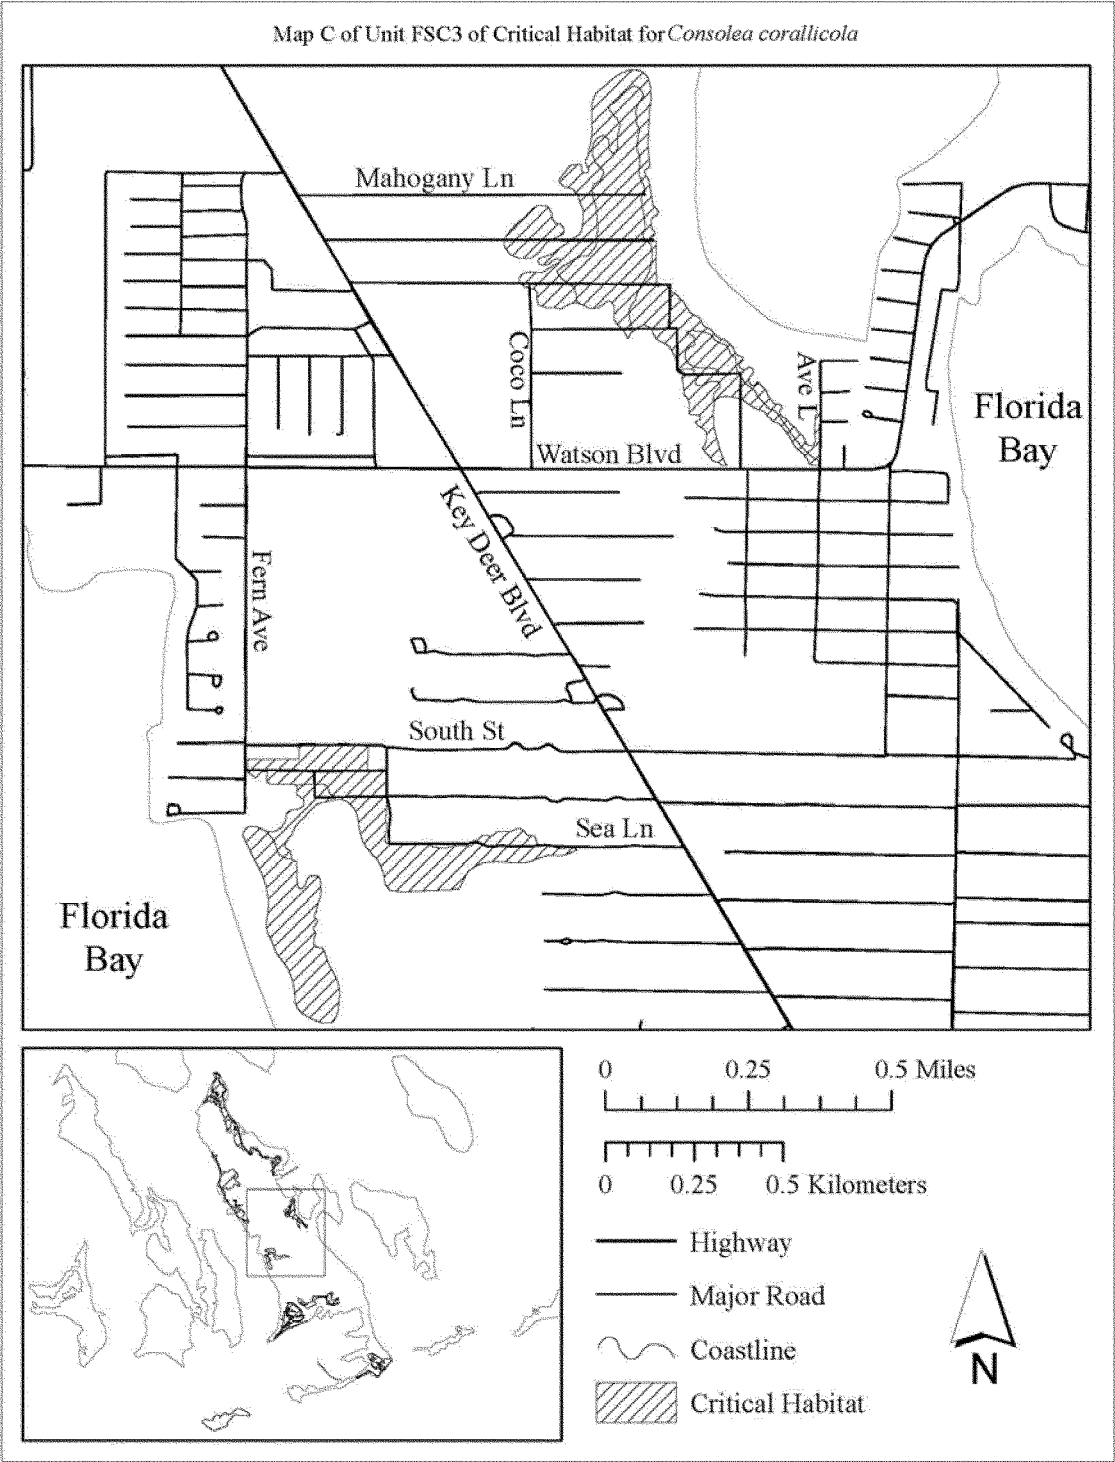 Map C of Unit FSC3 of Critical Habitat for Consolea corallicola
Mahogany Ln
Coco Ln
Ave L
Florida
Bay
Watson Blvd
Key Deer Blvd
Fern Ave
South St
Sea Ln
Florida
Bay
0 0.25 0.5 Miles
0 0.25 0.5 Kilometers
Highway
Major Road
Coastline
Critical Habitat
N